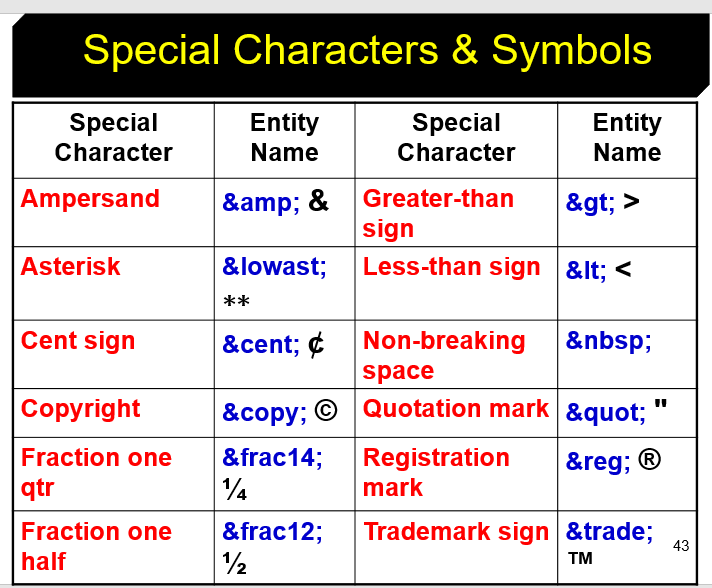 Special Characters & Symbols
Special
Character
Entity
Name
Special
Character
Entity
Name
Ampersand
&amp; &
Greater-than
sign
&gt; >
Asterisk
&lowast;
**
Less-than sign
&lt; <
Cent sign
&cent; ¢
Non-breaking
space
&nbsp;
Copyright
&copy; ©
Quotation mark
&quot; "
Fraction one
qtr
&frac14;
¼
Registration
mark
&reg; ®
Fraction one
half
&frac12;
½
Trademark sign
&trade;
™
43